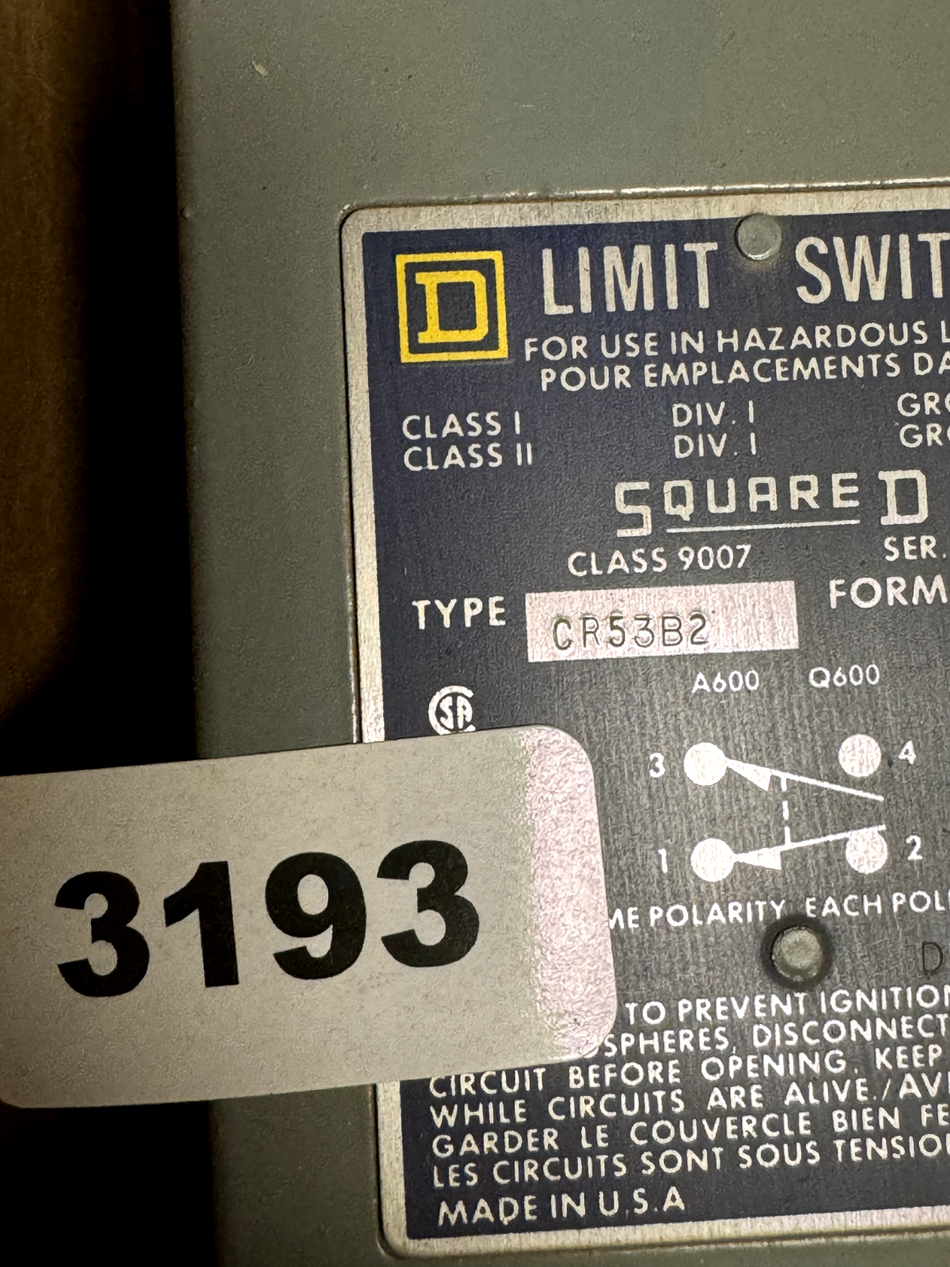 D LIMIT SWIT
FOR USE IN HAZARDOUS L
POUR EMPLACEMENTS DA
CLASS I DIV. I GRO
CLASS II DIV. I GR
SQUARE D
CLASS 9007 SER.
TYPE CR53B2 FORM
A600 Q600
SA
3 4
1 2
3193
ME POLARITY EACH POL
D
TO PREVENT IGNITION
OSPHERES, DISCONNECT
CIRCUIT BEFORE OPENING. KEEP
WHILE CIRCUITS ARE ALIVE./AV
GARDER LE COUVERCLE BIEN FE
LES CIRCUITS SONT SOUS TENSIO
MADE IN U.S.A